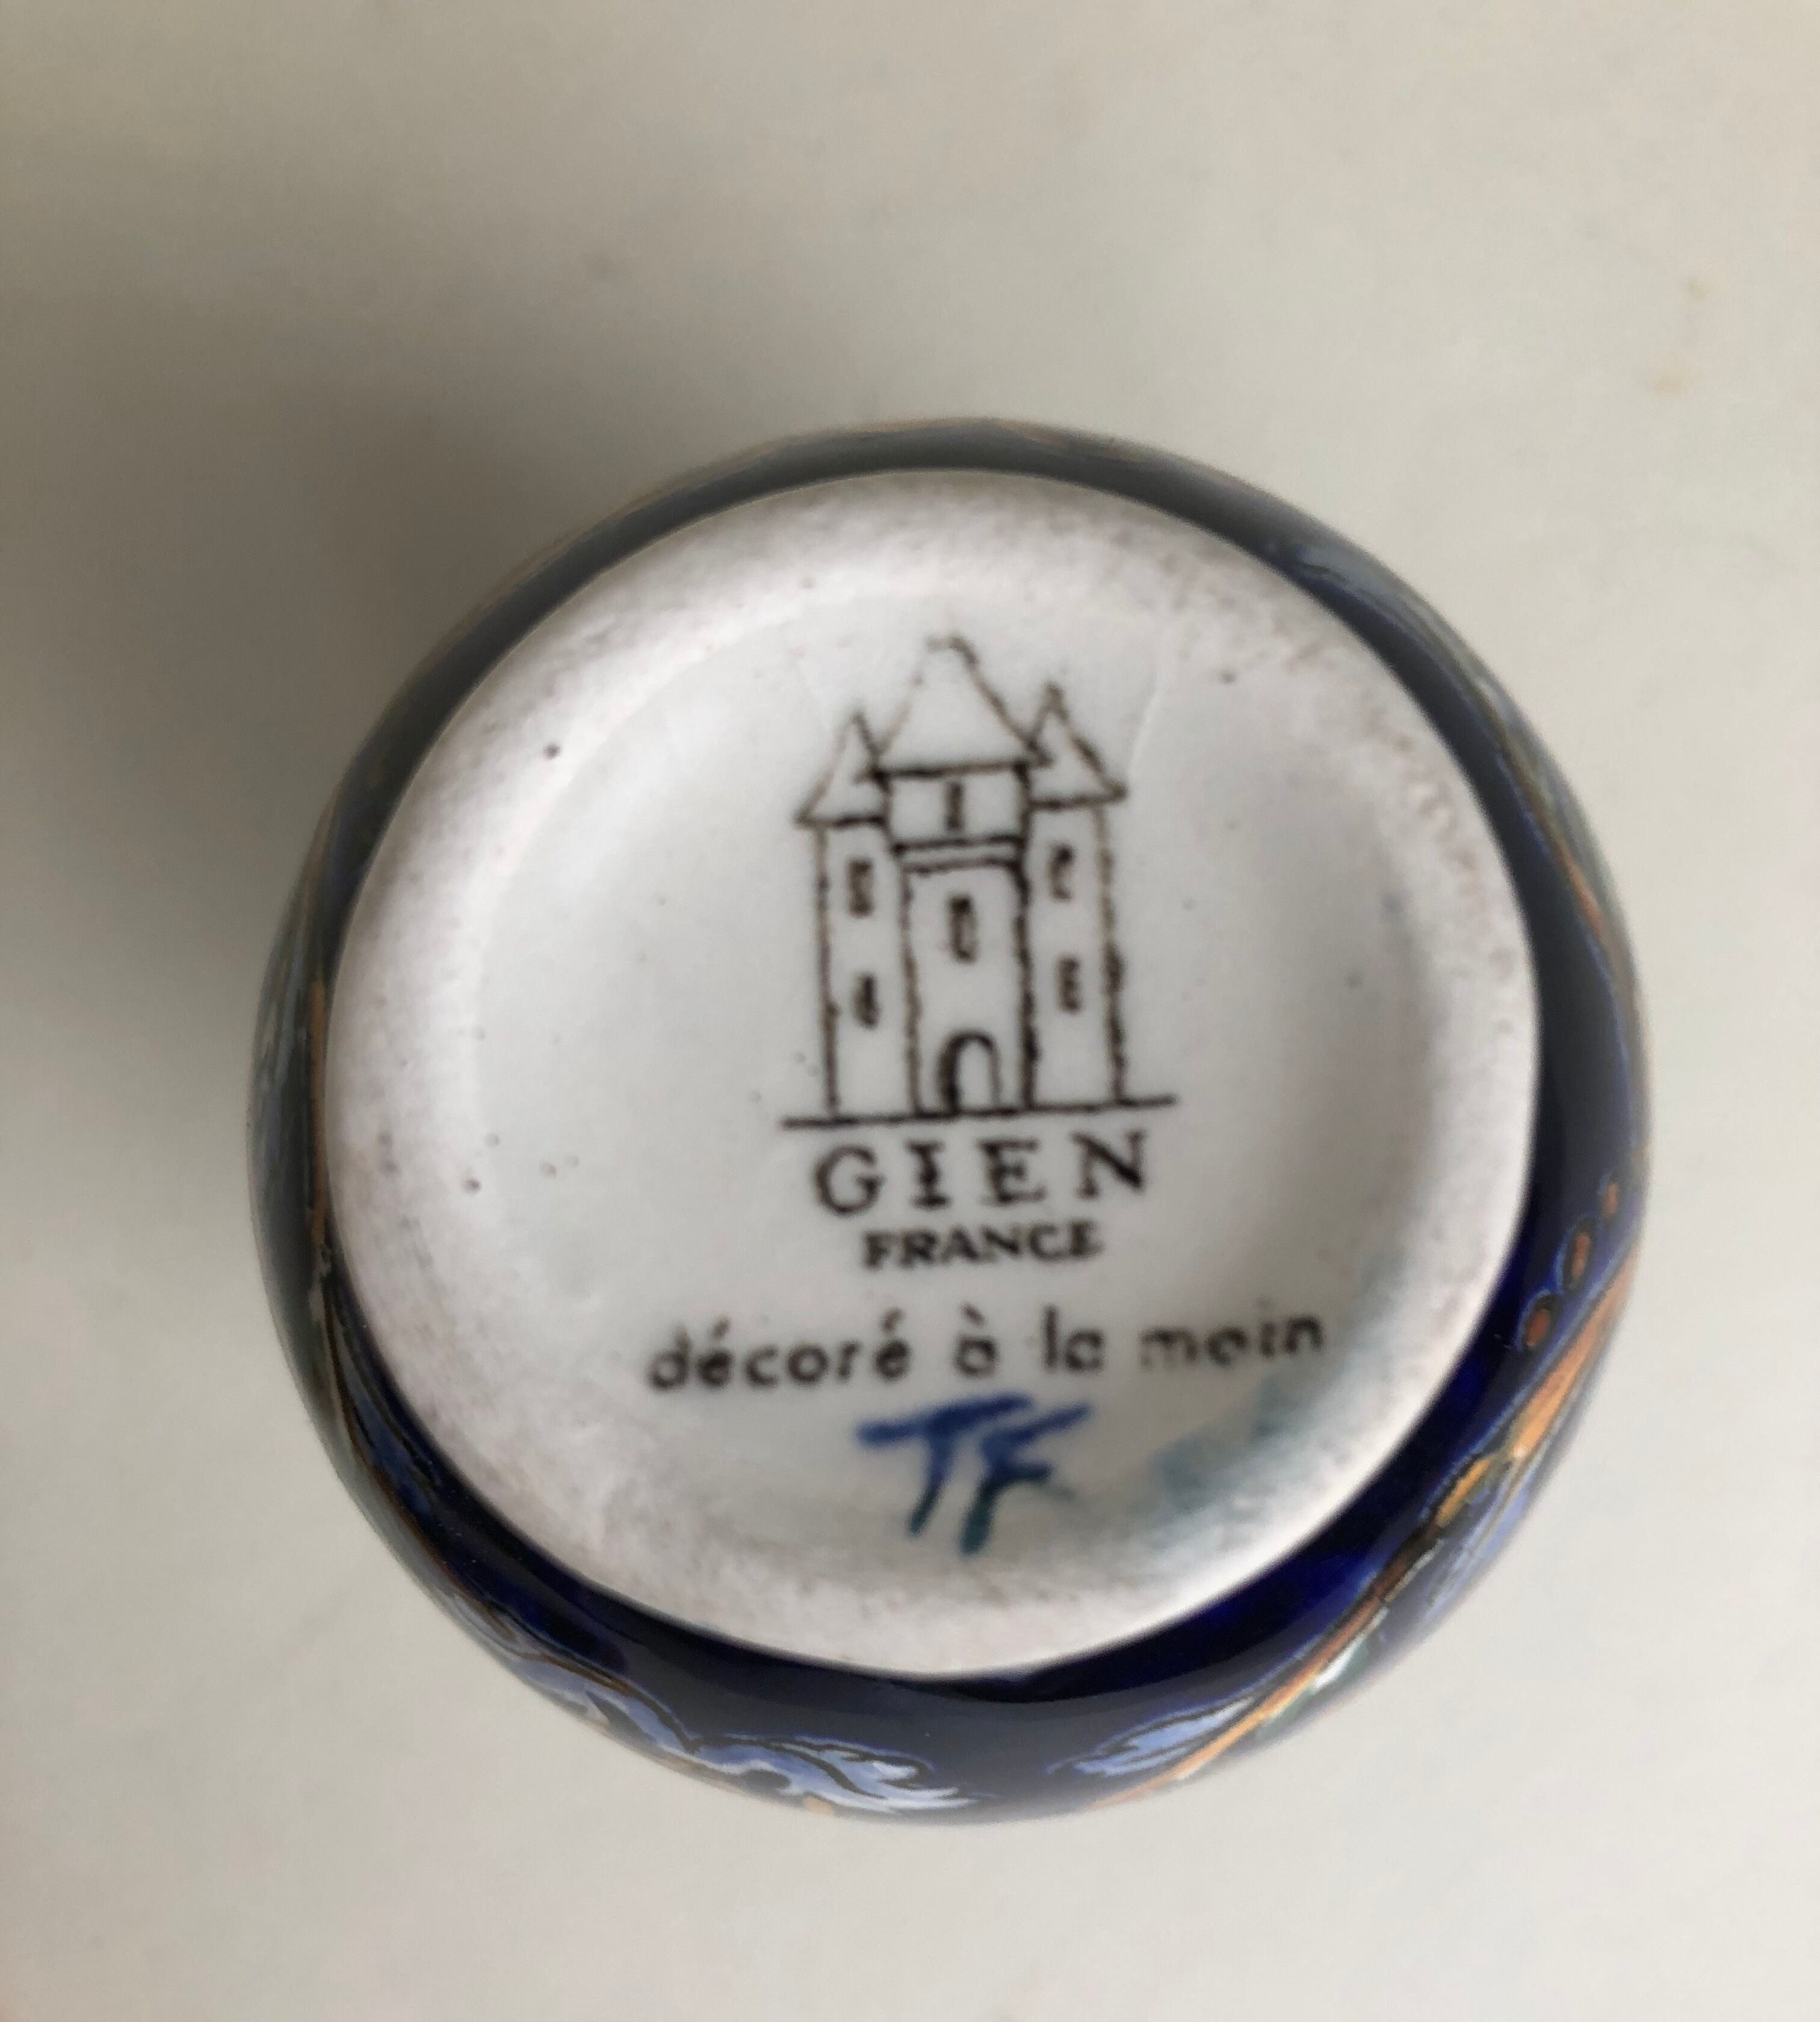 GIEN
FRANCE
décoré à la main
TF